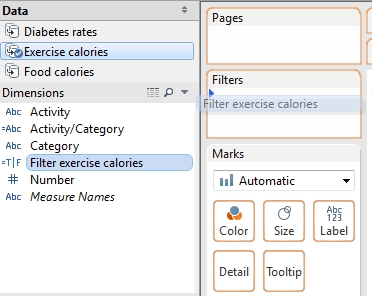 Data
Diabetes rates
Exercise calories
Food calories
Dimensions
Abc Activity
=Abc Activity/Category
Abc Category
=T|F Filter exercise calories
# Number
Abc Measure Names
Pages
Filters
Filter exercise calories
Marks
Automatic
Color
Size
Abc
123
Label
Detail
Tooltip